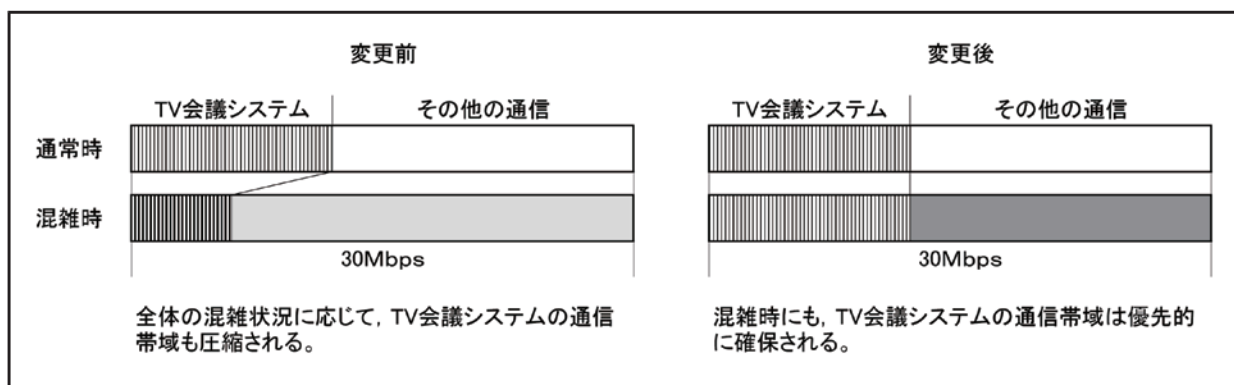 変更前
TV会議システム
その他の通信
通常時
混雑時
30Mbps
全体の混雑状況に応じて，TV会議システムの通信
帯域も圧縮される。
変更後
TV会議システム
その他の通信
30Mbps
混雑時にも，TV会議システムの通信帯域は優先的
に確保される。